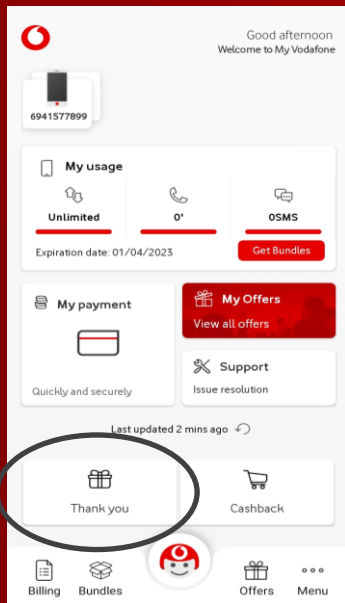 Good afternoon
Welcome to My Vodafone
6941577899
My usage
Unlimited
0'
0SMS
Expiration date: 01/04/2023
Get Bundles
My payment
Quickly and securely
My Offers
View all offers
Support
Issue resolution
Last updated 2 mins ago
Thank you
Cashback
Billing
Bundles
Offers
Menu